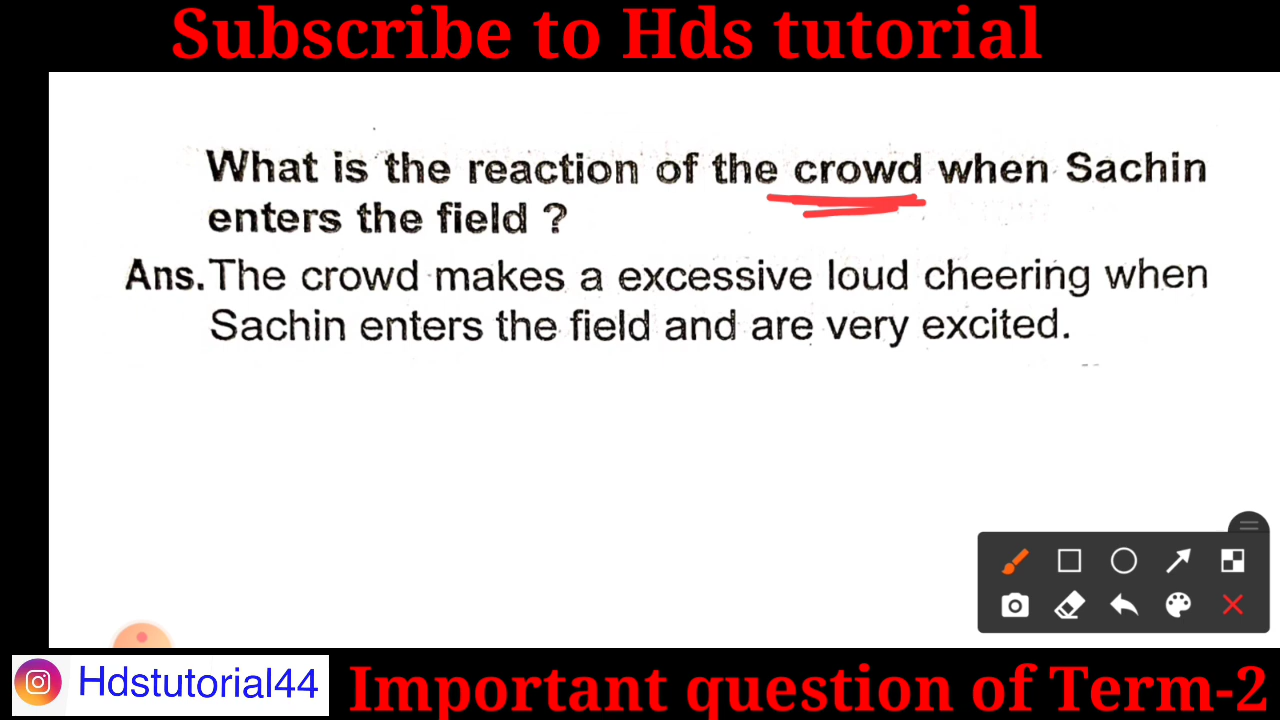 Subscribe to Hds tutorial
What is the reaction of the crowd when Sachin
enters the field ?
Ans. The crowd makes a excessive loud cheering when
Sachin enters the field and are very excited.
Hdstutorial44
Important question of Term-2